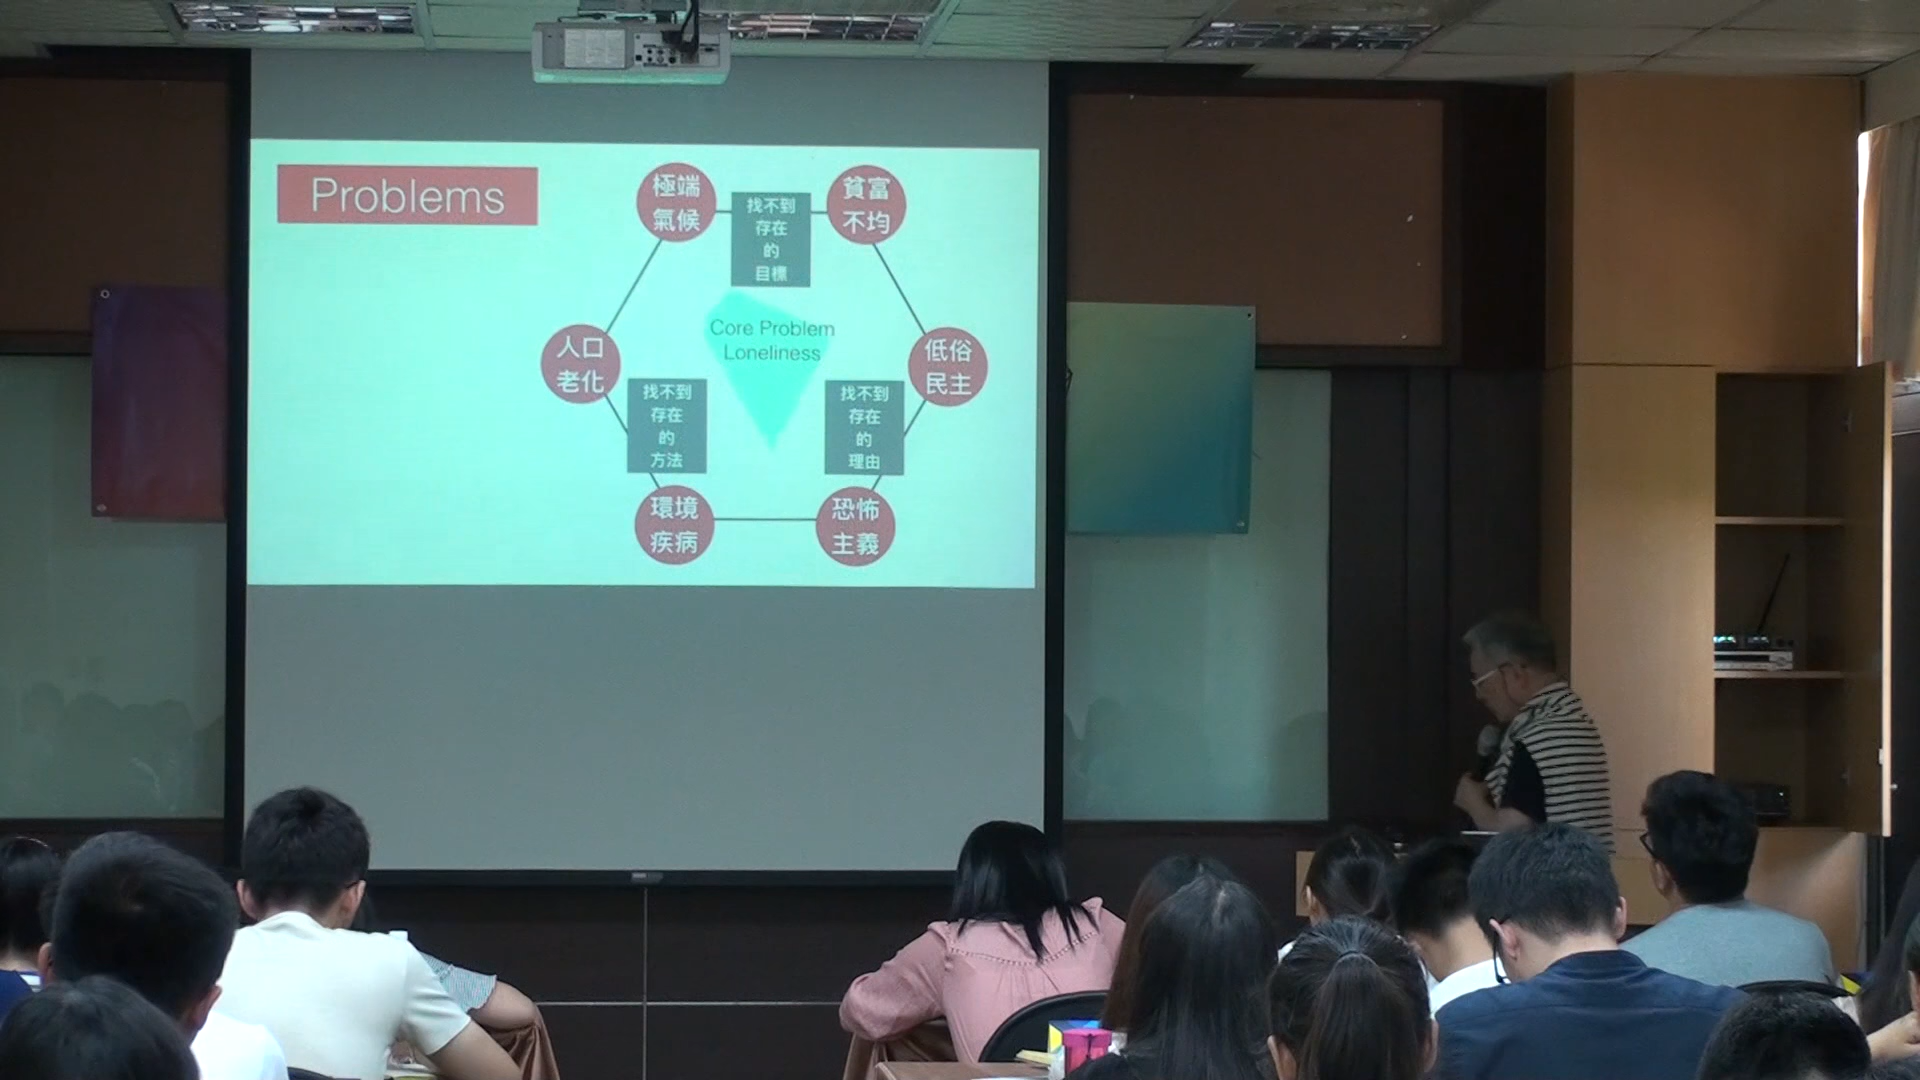 Problems
極端
氣候
找不到
存在
的
目標
貧富
不均
Core Problem
Loneliness
人口
老化
低俗
民主
找不到
存在
的
方法
找不到
存在
的
理由
環境
疾病
恐怖
主義